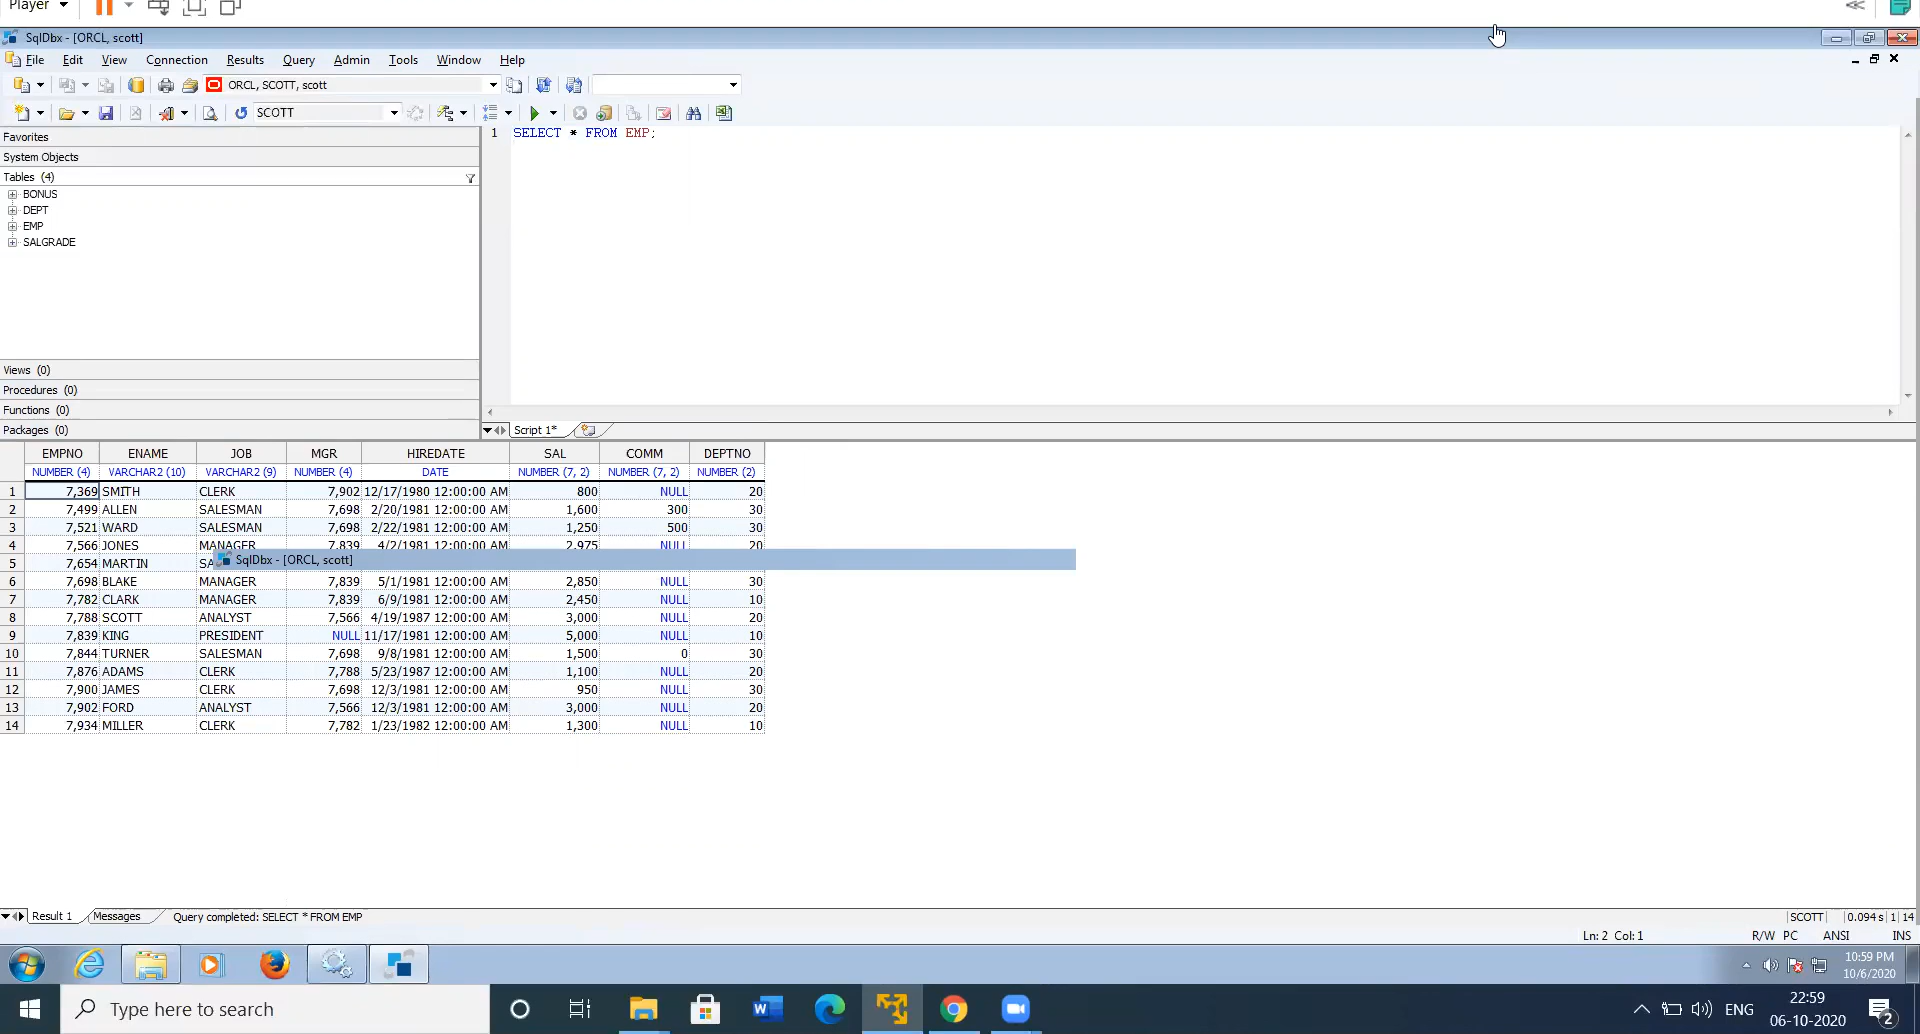 Player
SqlDbx - [ORCL, scott]
File Edit View Connection Results Query Admin Tools Window Help
ORCL, SCOTT, scott
SCOTT
Favorites
System Objects
Tables (4)
BONUS
DEPT
EMP
SALGRADE
Views (0)
Procedures (0)
Functions (0)
Packages (0)
1 SELECT * FROM EMP;
Script 1*
EMPNO ENAME JOB MGR HIREDATE SAL COMM DEPTNO
NUMBER (4) VARCHAR2 (10) VARCHAR2 (9) NUMBER (4) DATE NUMBER (7, 2) NUMBER (7, 2) NUMBER (2)
1 7,369 SMITH CLERK 7,902 12/17/1980 12:00:00 AM 800 NULL 20
2 7,499 ALLEN SALESMAN 7,698 2/20/1981 12:00:00 AM 1,600 300 30
3 7,521 WARD SALESMAN 7,698 2/22/1981 12:00:00 AM 1,250 500 30
4 7,566 JONES MANAGER 7,839 4/2/1981 12:00:00 AM 2,975 NULL 20
5 7,654 MARTIN SA
SqlDbx - [ORCL, scott]
6 7,698 BLAKE MANAGER 7,839 5/1/1981 12:00:00 AM 2,850 NULL 30
7 7,782 CLARK MANAGER 7,839 6/9/1981 12:00:00 AM 2,450 NULL 10
8 7,788 SCOTT ANALYST 7,566 4/19/1987 12:00:00 AM 3,000 NULL 20
9 7,839 KING PRESIDENT NULL 11/17/1981 12:00:00 AM 5,000 NULL 10
10 7,844 TURNER SALESMAN 7,698 9/8/1981 12:00:00 AM 1,500 0 30
11 7,876 ADAMS CLERK 7,788 5/23/1987 12:00:00 AM 1,100 NULL 20
12 7,900 JAMES CLERK 7,698 12/3/1981 12:00:00 AM 950 NULL 30
13 7,902 FORD ANALYST 7,566 12/3/1981 12:00:00 AM 3,000 NULL 20
14 7,934 MILLER CLERK 7,782 1/23/1982 12:00:00 AM 1,300 NULL 10
Result 1 Messages Query completed: SELECT * FROM EMP SCOTT 0.094 s 1 14
Ln: 2 Col: 1 R/W PC ANSI INS
10:59 PM
10/6/2020
Type here to search
ENG
22:59
06-10-2020
2